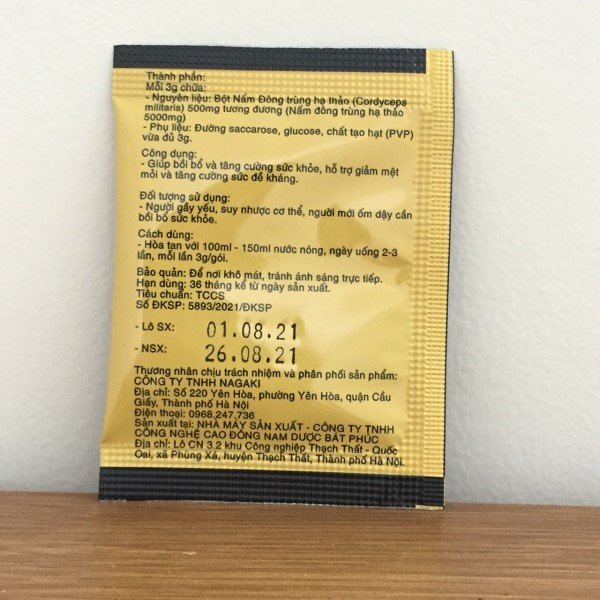 Thành phần:
Mỗi 3g chứa:
- Nguyên liệu: Bột Nấm Đông trùng hạ thảo (Cordyceps
militaris) 500mg tương đương (Nấm đông trùng hạ thảo
5000mg)
- Phụ liệu: Đường saccarose, glucose, chất tạo hạt (PVP)
vừa đủ 3g.
Công dụng:
- Giúp bồi bổ và tăng cường sức khỏe, hỗ trợ giảm mệt
mỏi và tăng cường sức đề kháng.
Đối tượng sử dụng:
- Người gầy yếu, suy nhược cơ thể, người mới ốm dậy cần
bồi bổ sức khỏe.
Cách dùng:
- Hòa tan với 100ml - 150ml nước nóng, ngày uống 2-3
lần, mỗi lần 3g/gói.
Bảo quản: Để nơi khô mát, tránh ánh sáng trực tiếp.
Hạn dùng: 36 tháng kể từ ngày sản xuất.
Tiêu chuẩn: TCCS
Số ĐKSP: 5893/2021/ĐKSP
- Lô SX: 01.08.21
- NSX: 26.08.21
Thương nhân chịu trách nhiệm và phân phối sản phẩm:
CÔNG TY TNHH NAGAKI
Địa chỉ: Số 220 Yên Hòa, phường Yên Hòa, quận Cầu
Giấy, Thành phố Hà Nội
Điện thoại: 0968.247.736
Sản xuất tại: NHÀ MÁY SẢN XUẤT - CÔNG TY TNHH
CÔNG NGHỆ CAO ĐÔNG NAM DƯỢC BÁT PHÚC
Địa chỉ: Lô CN 3.2 khu Công nghiệp Thạch Thất - Quốc
Oai, xã Phùng Xá, huyện Thạch Thất, Thành phố Hà Nội.